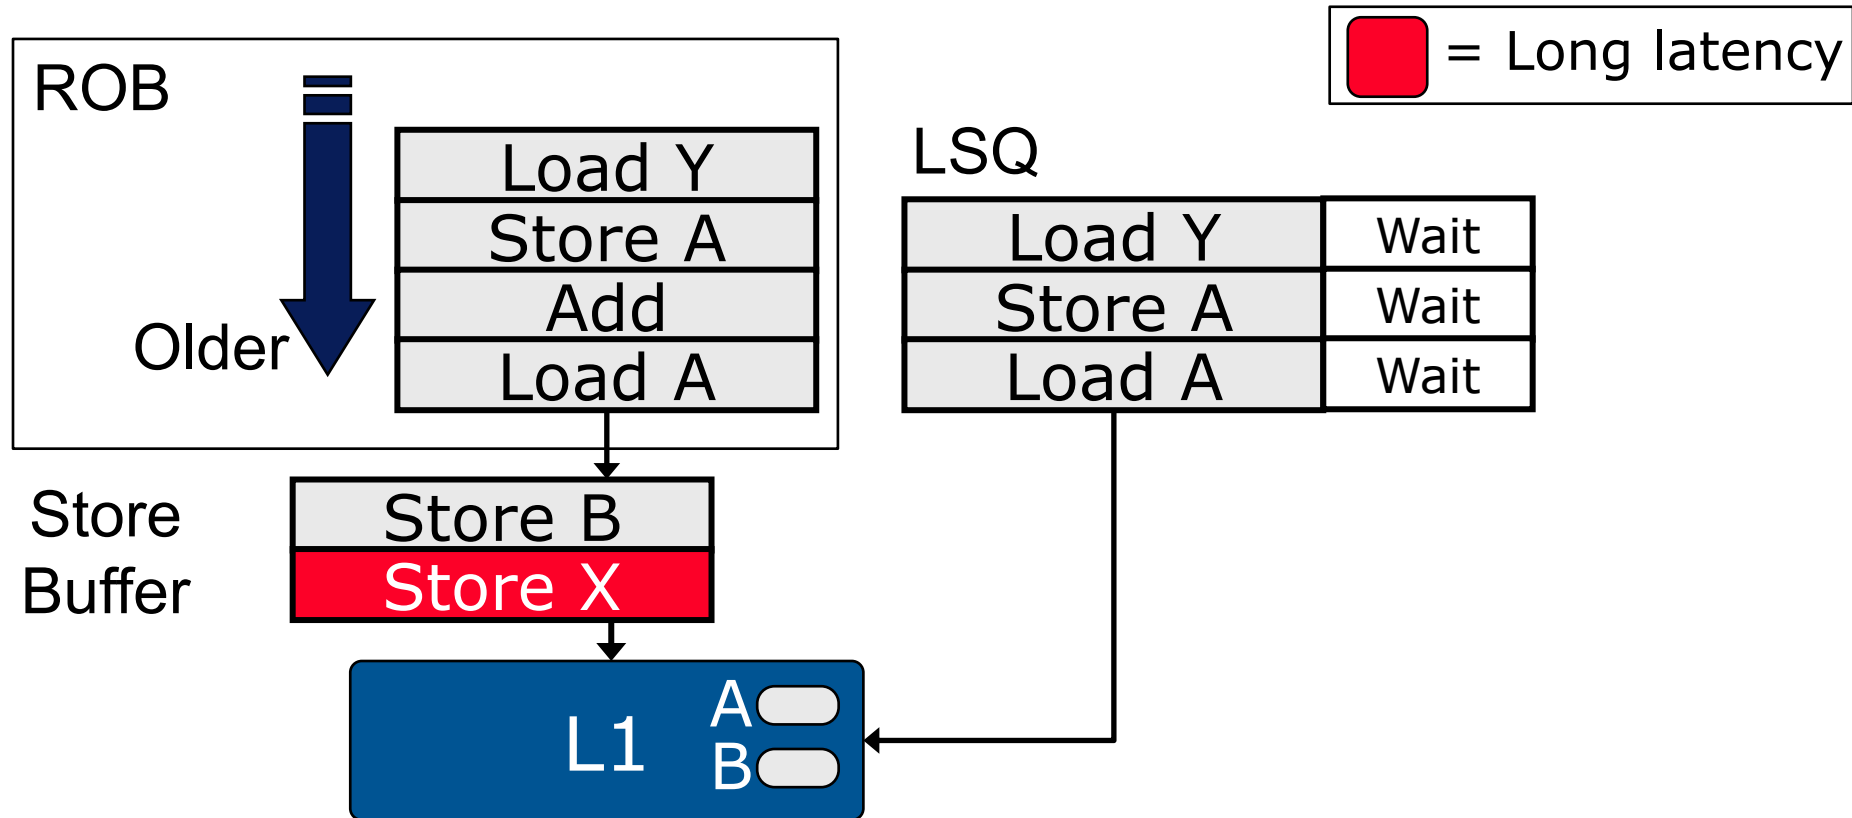 ROB
= Long latency
LSQ
Load Y
Store A
Add
Load A
Older
Load Y Wait
Store A Wait
Load A Wait
Store
Buffer
Store B
Store X
L1
A
B